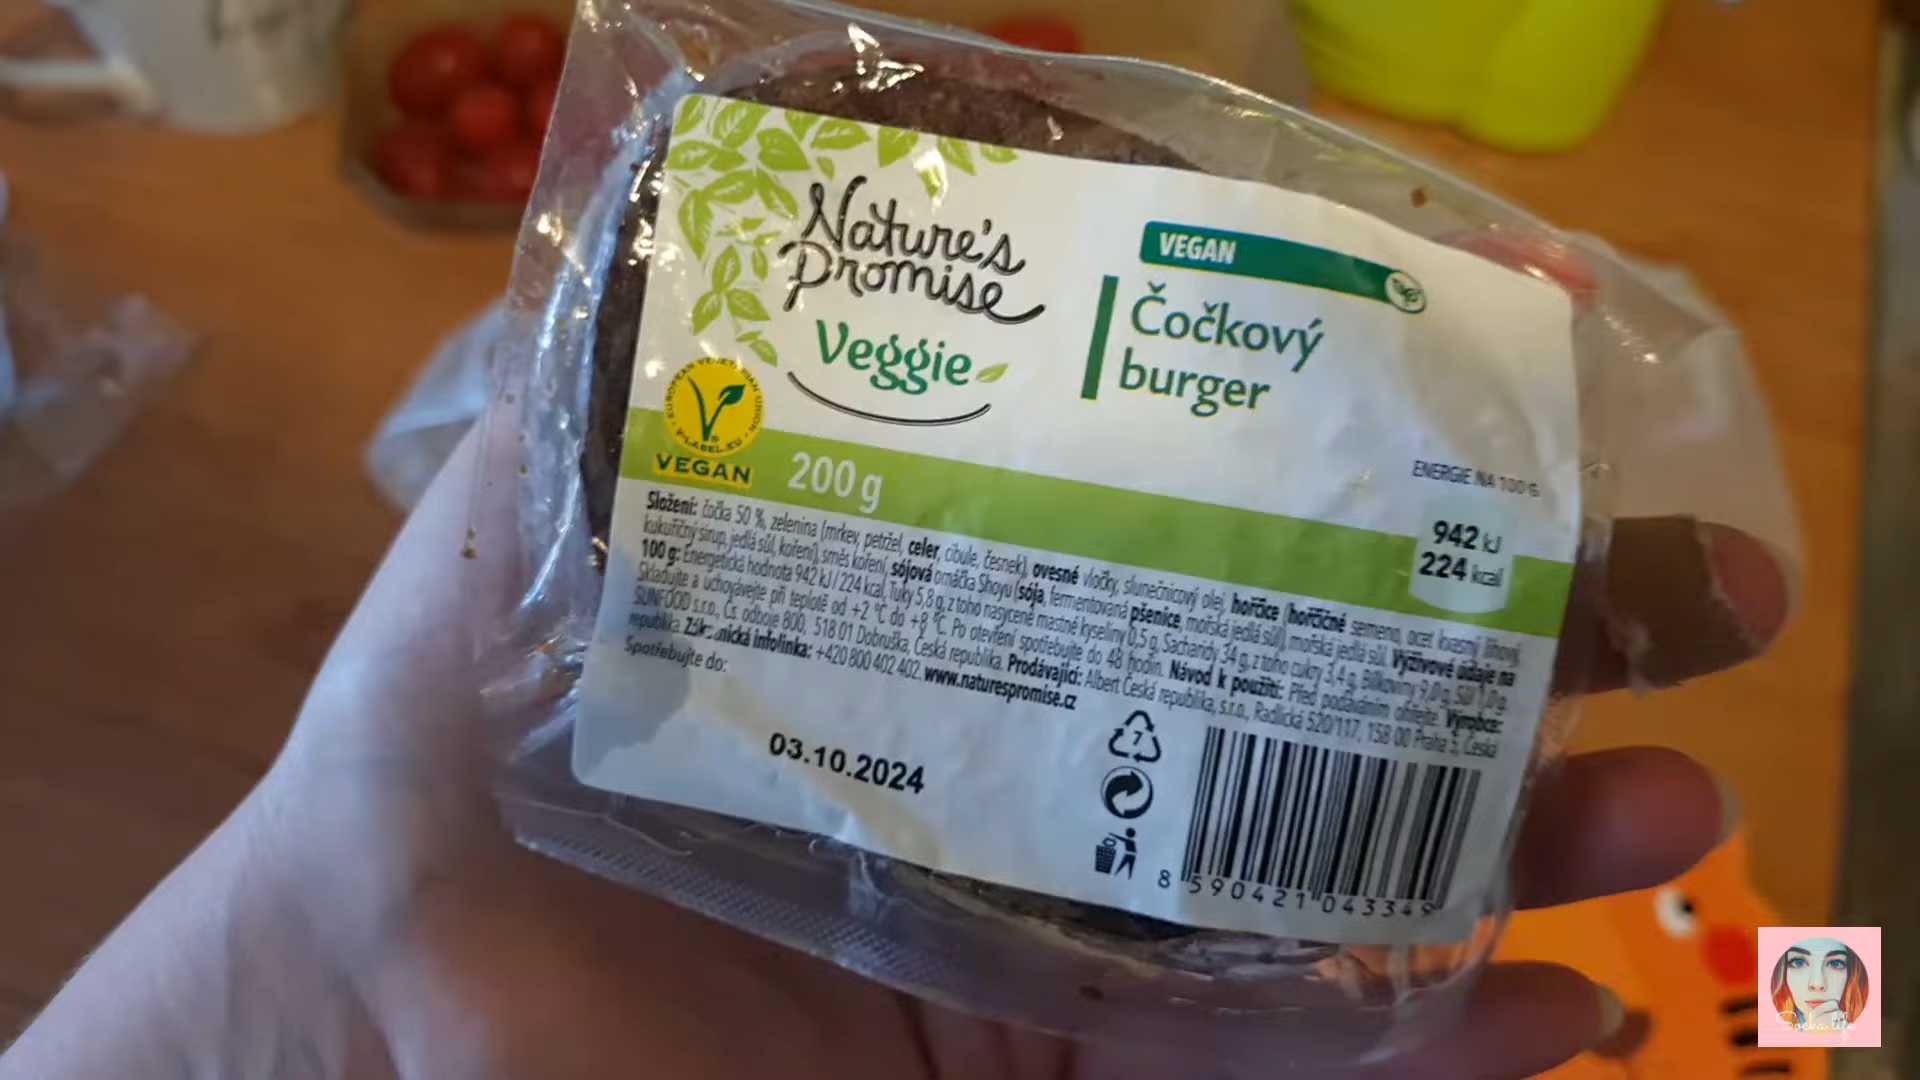 Nature's
Promise
Veggie
VEGAN
Čočkový
burger
EUROPEAN VEGETARIAN UNION
V-LABEL.EU
VEGAN
200 g
ENERGIE NA 100 G
942 kJ
224 kcal
Složení: čočka 50 %, zelenina (mrkev, petržel, celer, cibule, česnek), ovesné vločky, slunečnicový olej, hořčice (hořčičné semeno, ocet kvasný lihový,
kukuřičný sirup, jedlá sůl, koření), směs koření, sójová omáčka Shoyu (sója, fermentovaná pšenice, mořská jedlá sůl), mořská jedlá sůl. Výživové údaje na
100 g: Energetická hodnota 942 kJ / 224 kcal, Tuky 5,8 g, z toho nasycené mastné kyseliny 0,5 g, Sacharidy 34 g, z toho cukry 3,4 g, Bílkoviny 9,0 g, Sůl 1,0 g.
Skladujte a uchovávejte při teplotě od +2 °C do +8 °C. Po otevření spotřebujte do 48 hodin. Návod k použití: Před podáváním ohřejte. Výrobce:
SUNFOOD s.r.o., Čs. odboje 800, 518 01 Dobruška, Česká republika. Prodávající: Albert Česká republika, s.r.o., Radlická 520/117, 158 00 Praha 5, Česká
republika. Zákaznická infolinka: +420 800 402 402. www.naturespromise.cz
Spotřebujte do:
03.10.2024
7
8 590421 043349
Socka life